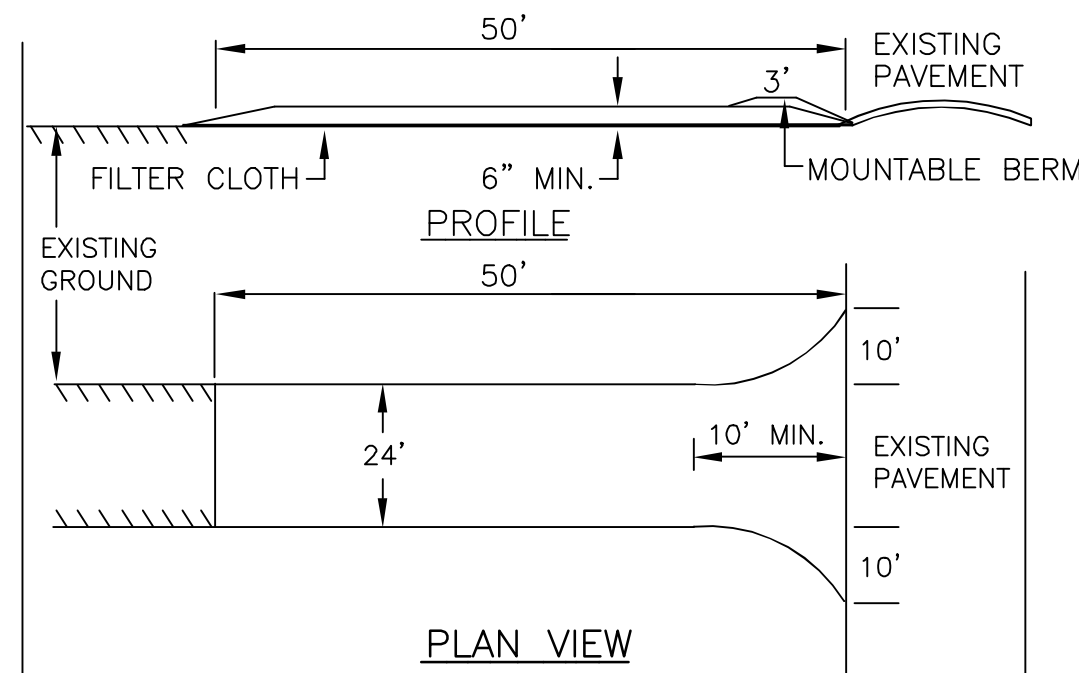 50'
EXISTING
PAVEMENT
3'
FILTER CLOTH
6” MIN.
MOUNTABLE BERM
PROFILE
EXISTING
GROUND
50'
10'
10' MIN.
24'
EXISTING
PAVEMENT
10'
PLAN VIEW